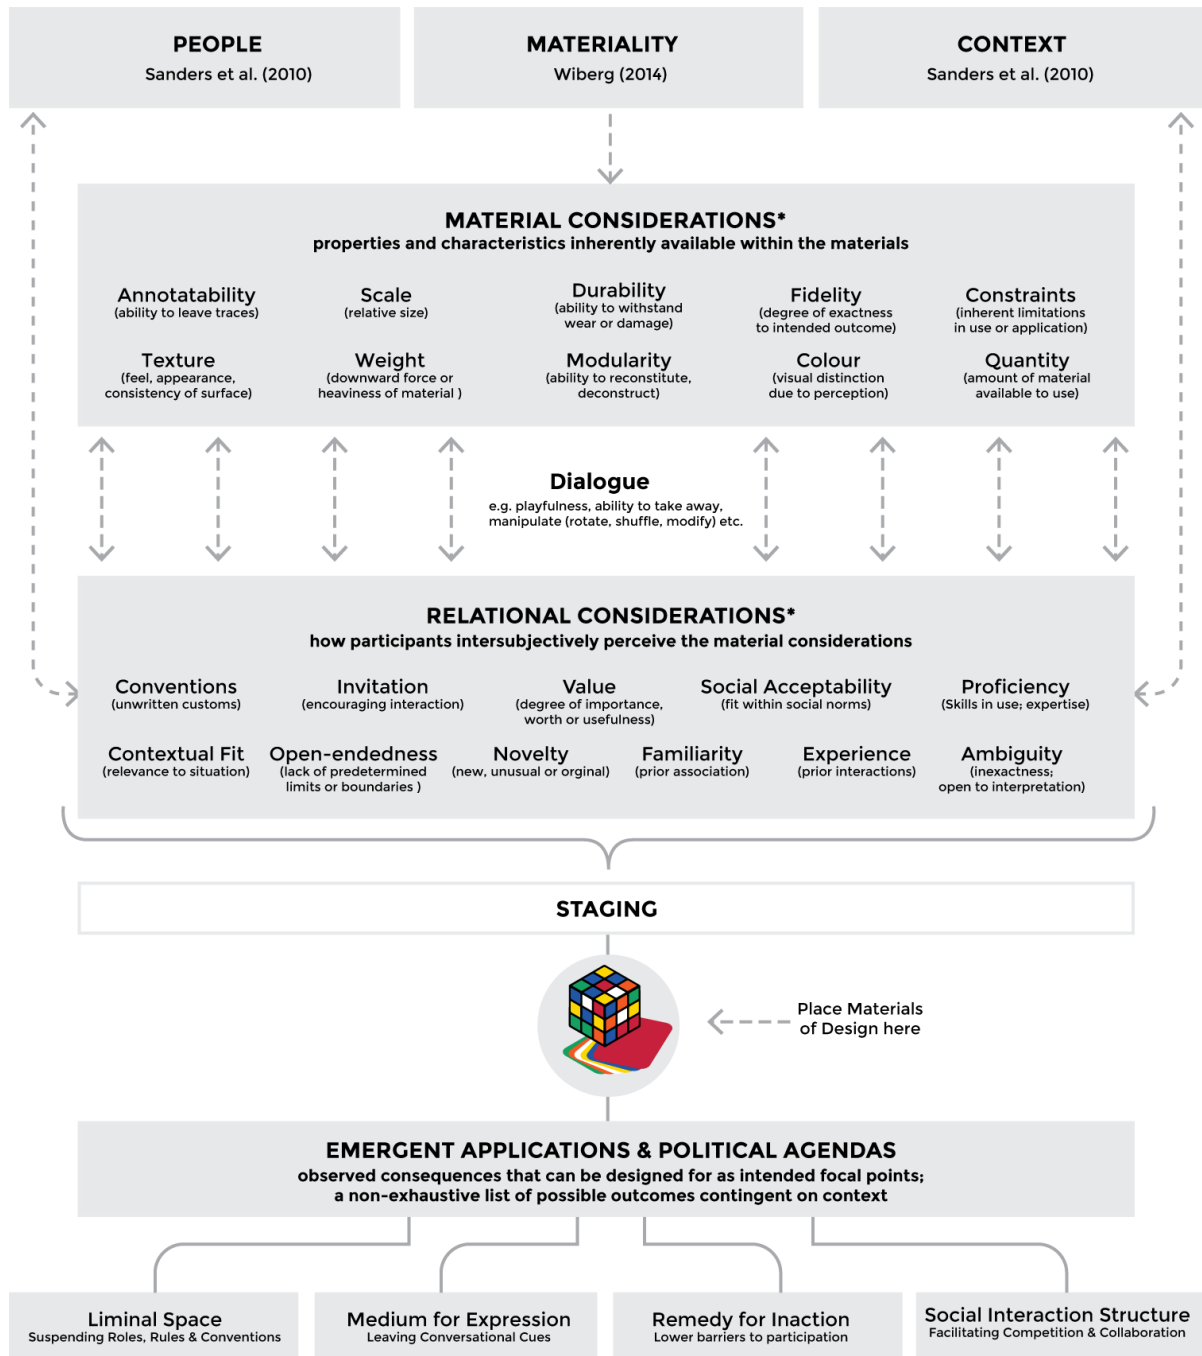 PEOPLE
Sanders et al. (2010)
MATERIALITY
Wiberg (2014)
CONTEXT
Sanders et al. (2010)
MATERIAL CONSIDERATIONS*
properties and characteristics inherently available within the materials
Annotatability
(ability to leave traces)
Scale
(relative size)
Durability
(ability to withstand
wear or damage)
Fidelity
(degree of exactness
to intended outcome)
Constraints
(inherent limitations
in use or application)
Texture
(feel, appearance,
consistency of surface)
Weight
(downward force or
heaviness of material )
Modularity
(ability to reconstitute,
deconstruct)
Colour
(visual distinction
due to perception)
Quantity
(amount of material
available to use)
Dialogue
e.g. playfulness, ability to take away,
manipulate (rotate, shuffle, modify) etc.
RELATIONAL CONSIDERATIONS*
how participants intersubjectively perceive the material considerations
Conventions
(unwritten customs)
Invitation
(encouraging interaction)
Value
(degree of importance,
worth or usefulness)
Social Acceptability
(fit within social norms)
Proficiency
(Skills in use; expertise)
Contextual Fit
(relevance to situation)
Open-endedness
(lack of predetermined
limits or boundaries )
Novelty
(new, unusual or orginal)
Familiarity
(prior association)
Experience
(prior interactions)
Ambiguity
(inexactness;
open to interpretation)
STAGING
Place Materials
of Design here
EMERGENT APPLICATIONS & POLITICAL AGENDAS
observed consequences that can be designed for as intended focal points;
a non-exhaustive list of possible outcomes contingent on context
Liminal Space
Suspending Roles, Rules & Conventions
Medium for Expression
Leaving Conversational Cues
Remedy for Inaction
Lower barriers to participation
Social Interaction Structure
Facilitating Competition & Collaboration